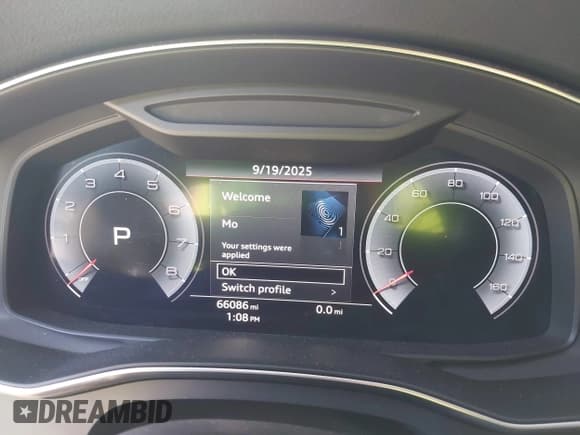 9/19/2025
Welcome
Mo
1
Your settings were
applied
OK
Switch profile >
66086 mi 0.0 mi
1:08 PM
P
1 2 3 4 5 6 7 8
0 20 40 60 80 100 120 140 160
DREAMBID